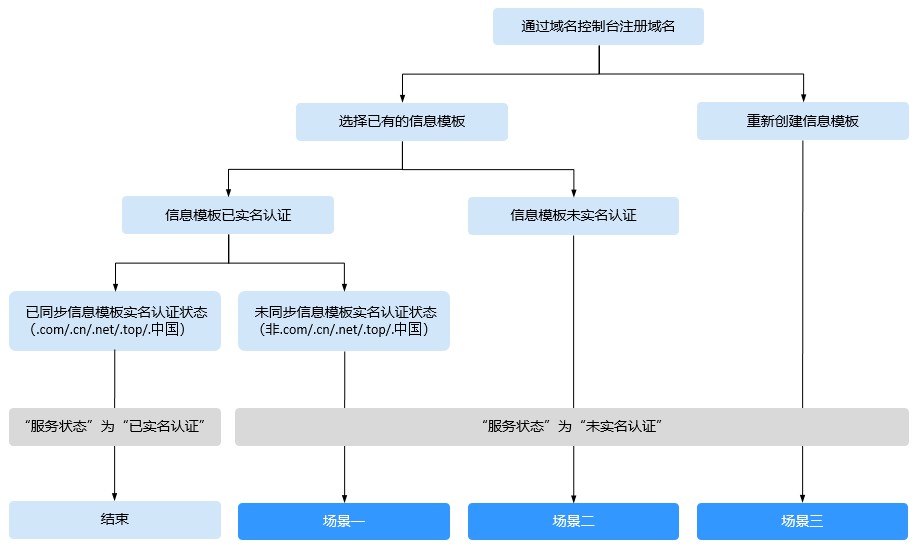 通过域名控制台注册域名
选择已有的信息模板
重新创建信息模板
信息模板已实名认证
信息模板未实名认证
已同步信息模板实名认证状态
（.com/.cn/.net/.top/.中国）
未同步信息模板实名认证状态
（非.com/.cn/.net/.top/.中国）
“服务状态”为“已实名认证”
“服务状态”为“未实名认证”
结束
场景一
场景二
场景三